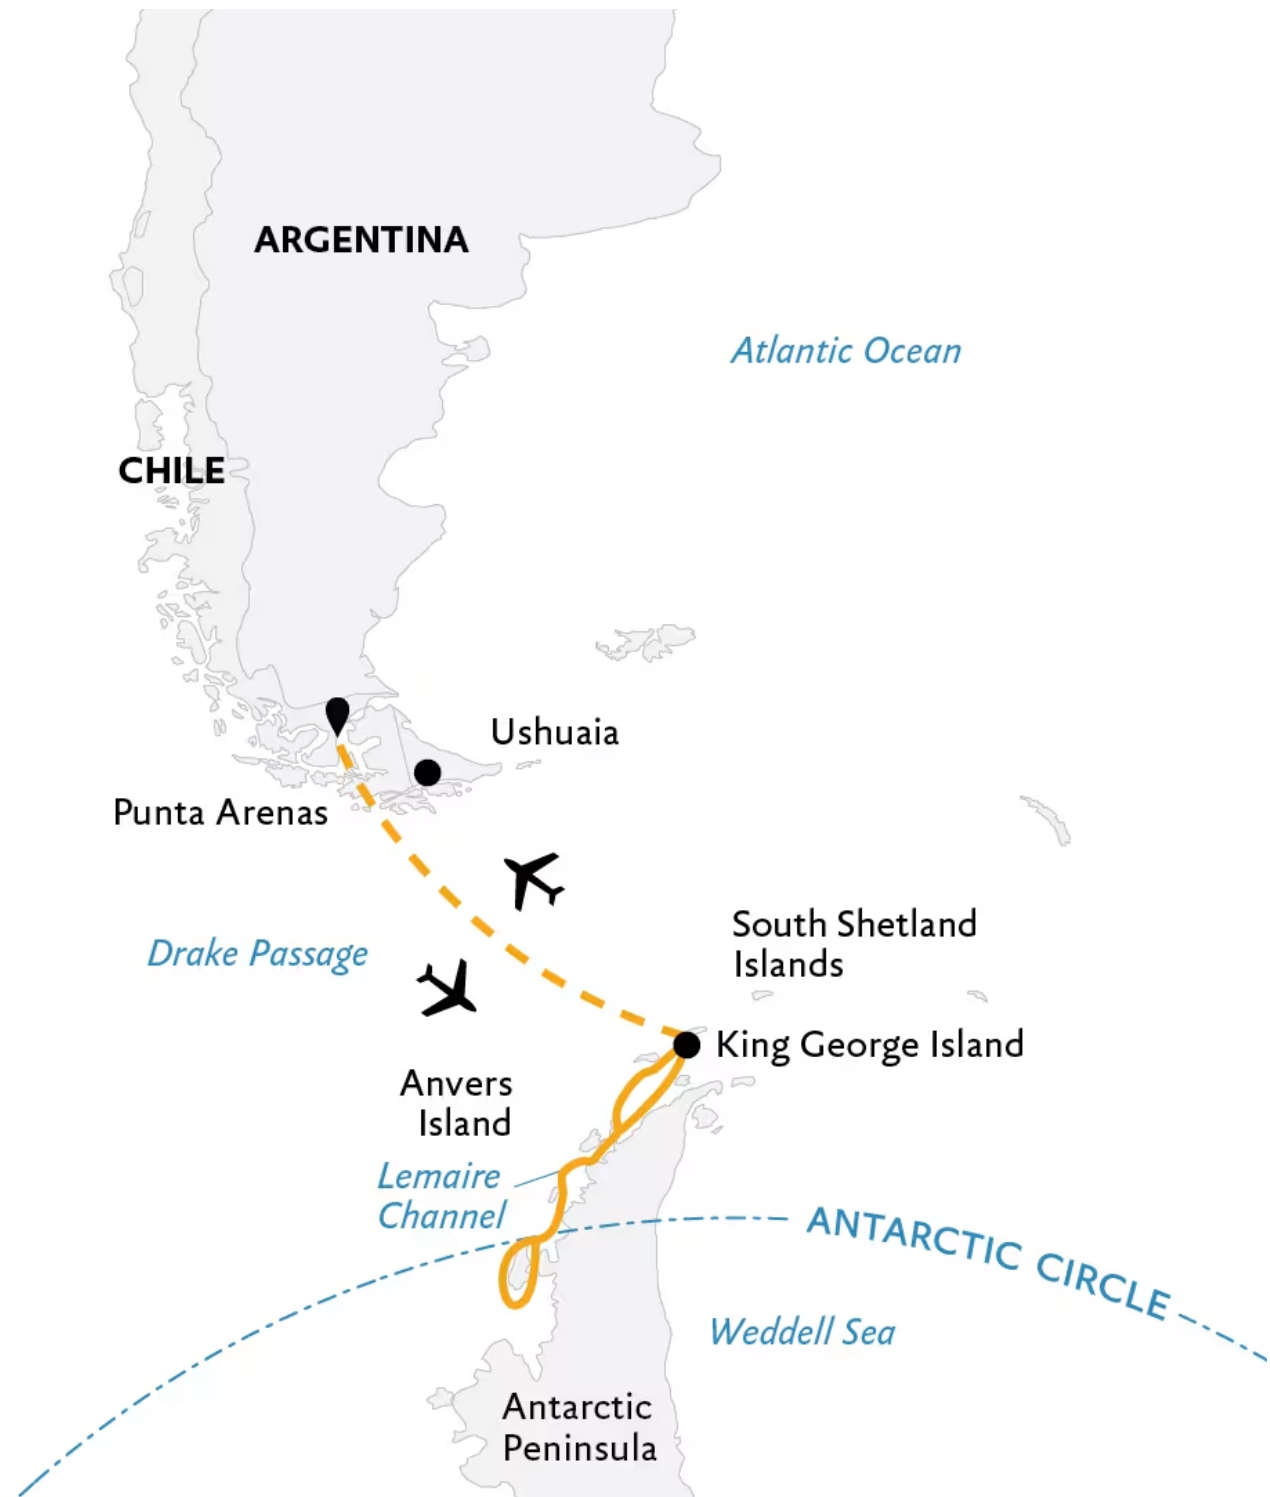 ARGENTINA
Atlantic Ocean
CHILE
Ushuaia
Punta Arenas
Drake Passage
South Shetland
Islands
King George Island
Anvers
Island
Lemaire
Channel
ANTARCTIC CIRCLE
Weddell Sea
Antarctic
Peninsula